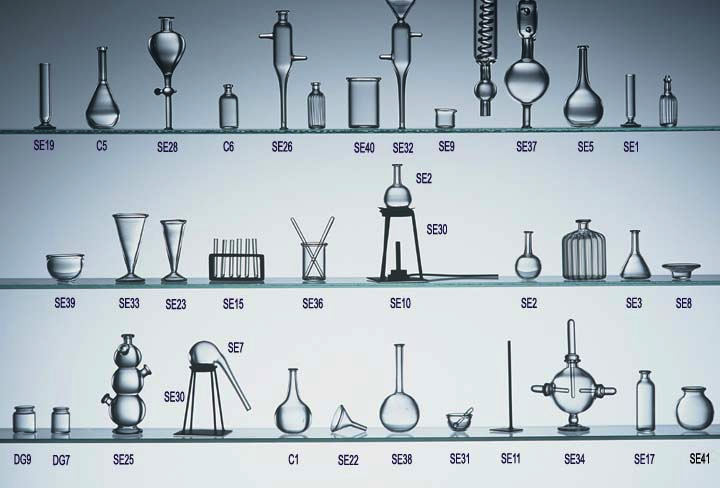 SE19 C5 SE28 C6 SE26 SE40 SE32 SE9 SE37 SE5 SE1
SE2
SE30
SE39 SE33 SE23 SE15 SE36 SE10 SE2 SE3 SE8
SE7
SE30
DG9 DG7 SE25 C1 SE22 SE38 SE31 SE11 SE34 SE17 SE41